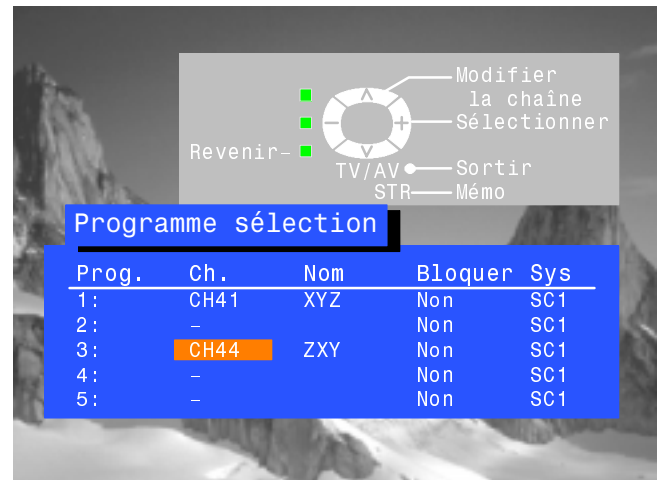 Modifier
la chaîne
Sélectionner
Revenir–
TV/AV Sortir
STR Mémo
Programme sélection
Prog. Ch. Nom Bloquer Sys
1: CH41 XYZ Non SC1
2: – Non SC1
3: CH44 ZXY Non SC1
4: – Non SC1
5: – Non SC1